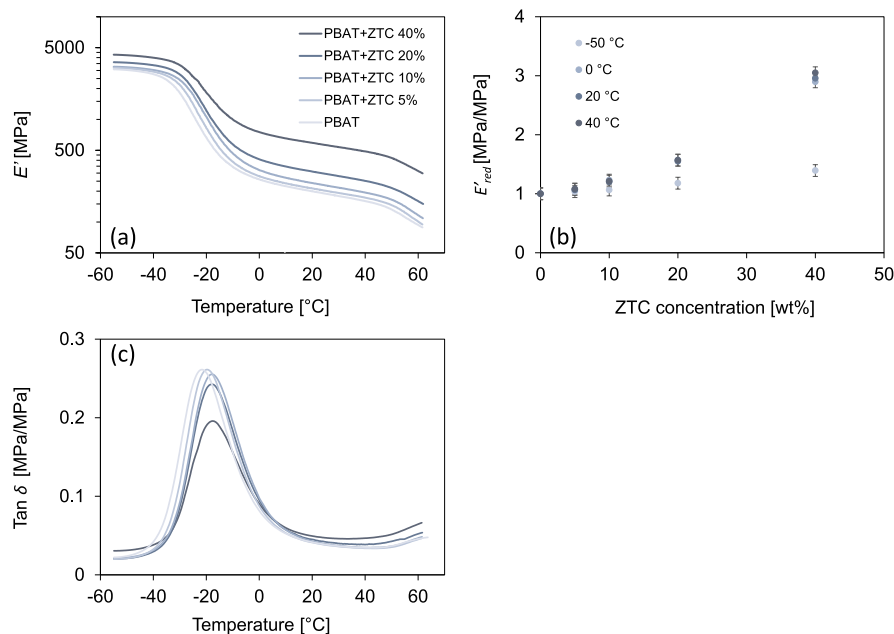 5000
500
50
E' [MPa]
PBAT+ZTC 40%
PBAT+ZTC 20%
PBAT+ZTC 10%
PBAT+ZTC 5%
PBAT
(a)
-60 -40 -20 0 20 40 60
Temperature [°C]
4
3
2
1
0
E'red [MPa/MPa]
-50 °C
0 °C
20 °C
40 °C
(b)
0 10 20 30 40 50
ZTC concentration [wt%]
0.3
0.2
0.1
0
Tan δ [MPa/MPa]
(c)
-60 -40 -20 0 20 40 60
Temperature [°C]